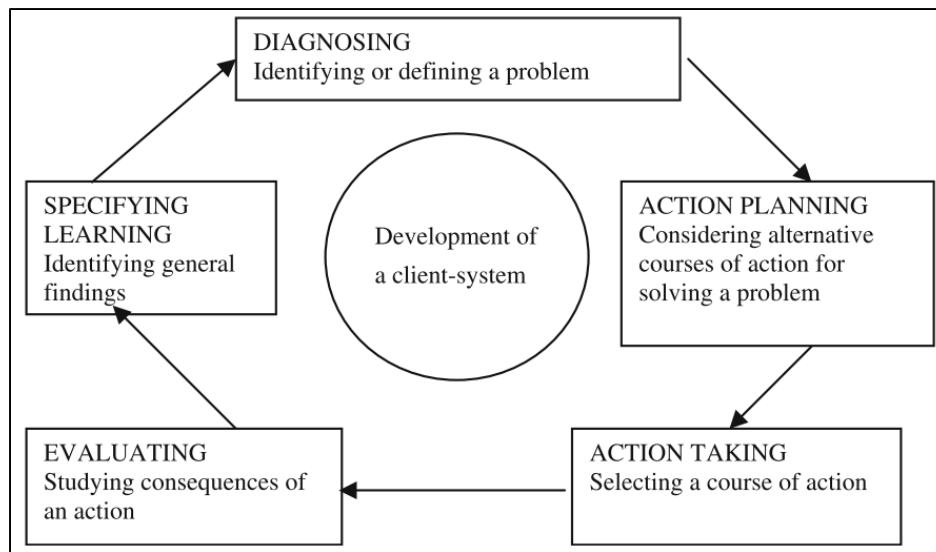 DIAGNOSING
Identifying or defining a problem
SPECIFYING
LEARNING
Identifying general
findings
Development of
a client-system
ACTION PLANNING
Considering alternative
courses of action for
solving a problem
EVALUATING
Studying consequences of
an action
ACTION TAKING
Selecting a course of action